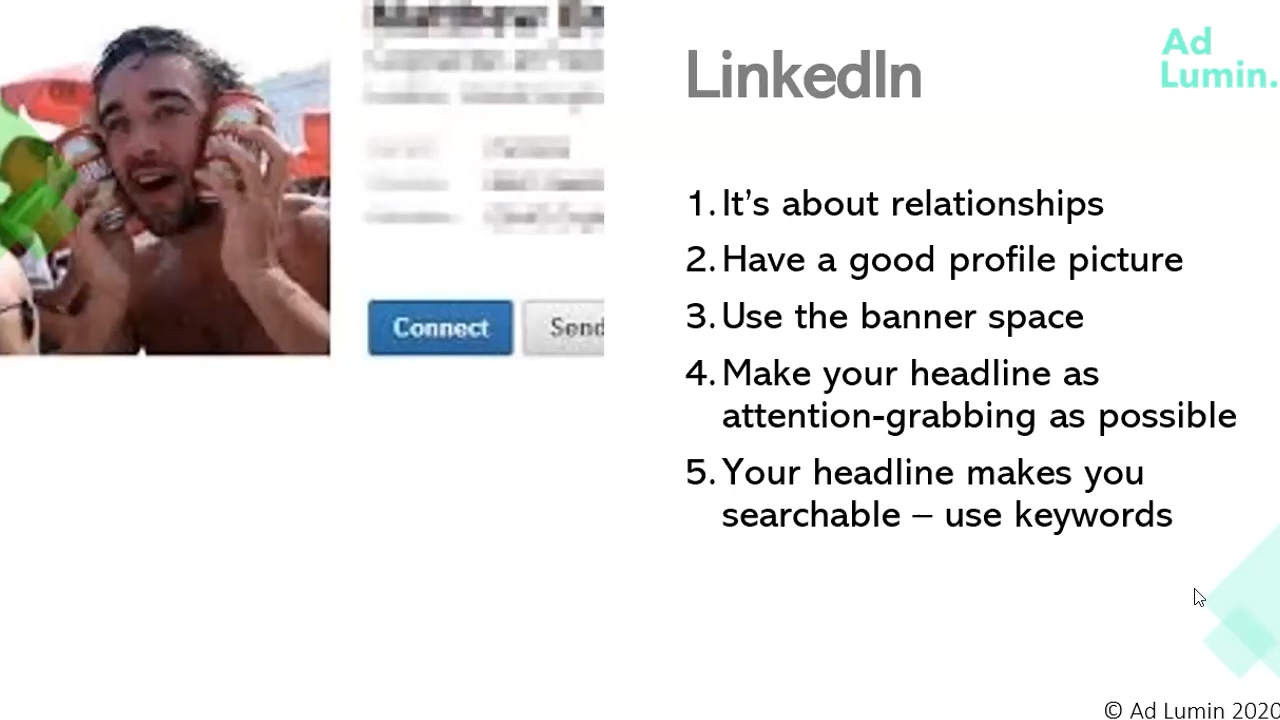 LinkedIn
Ad
Lumin.
1. It's about relationships
2. Have a good profile picture
3. Use the banner space
4. Make your headline as
attention-grabbing as possible
5. Your headline makes you
searchable – use keywords
Connect
Send
© Ad Lumin 2020